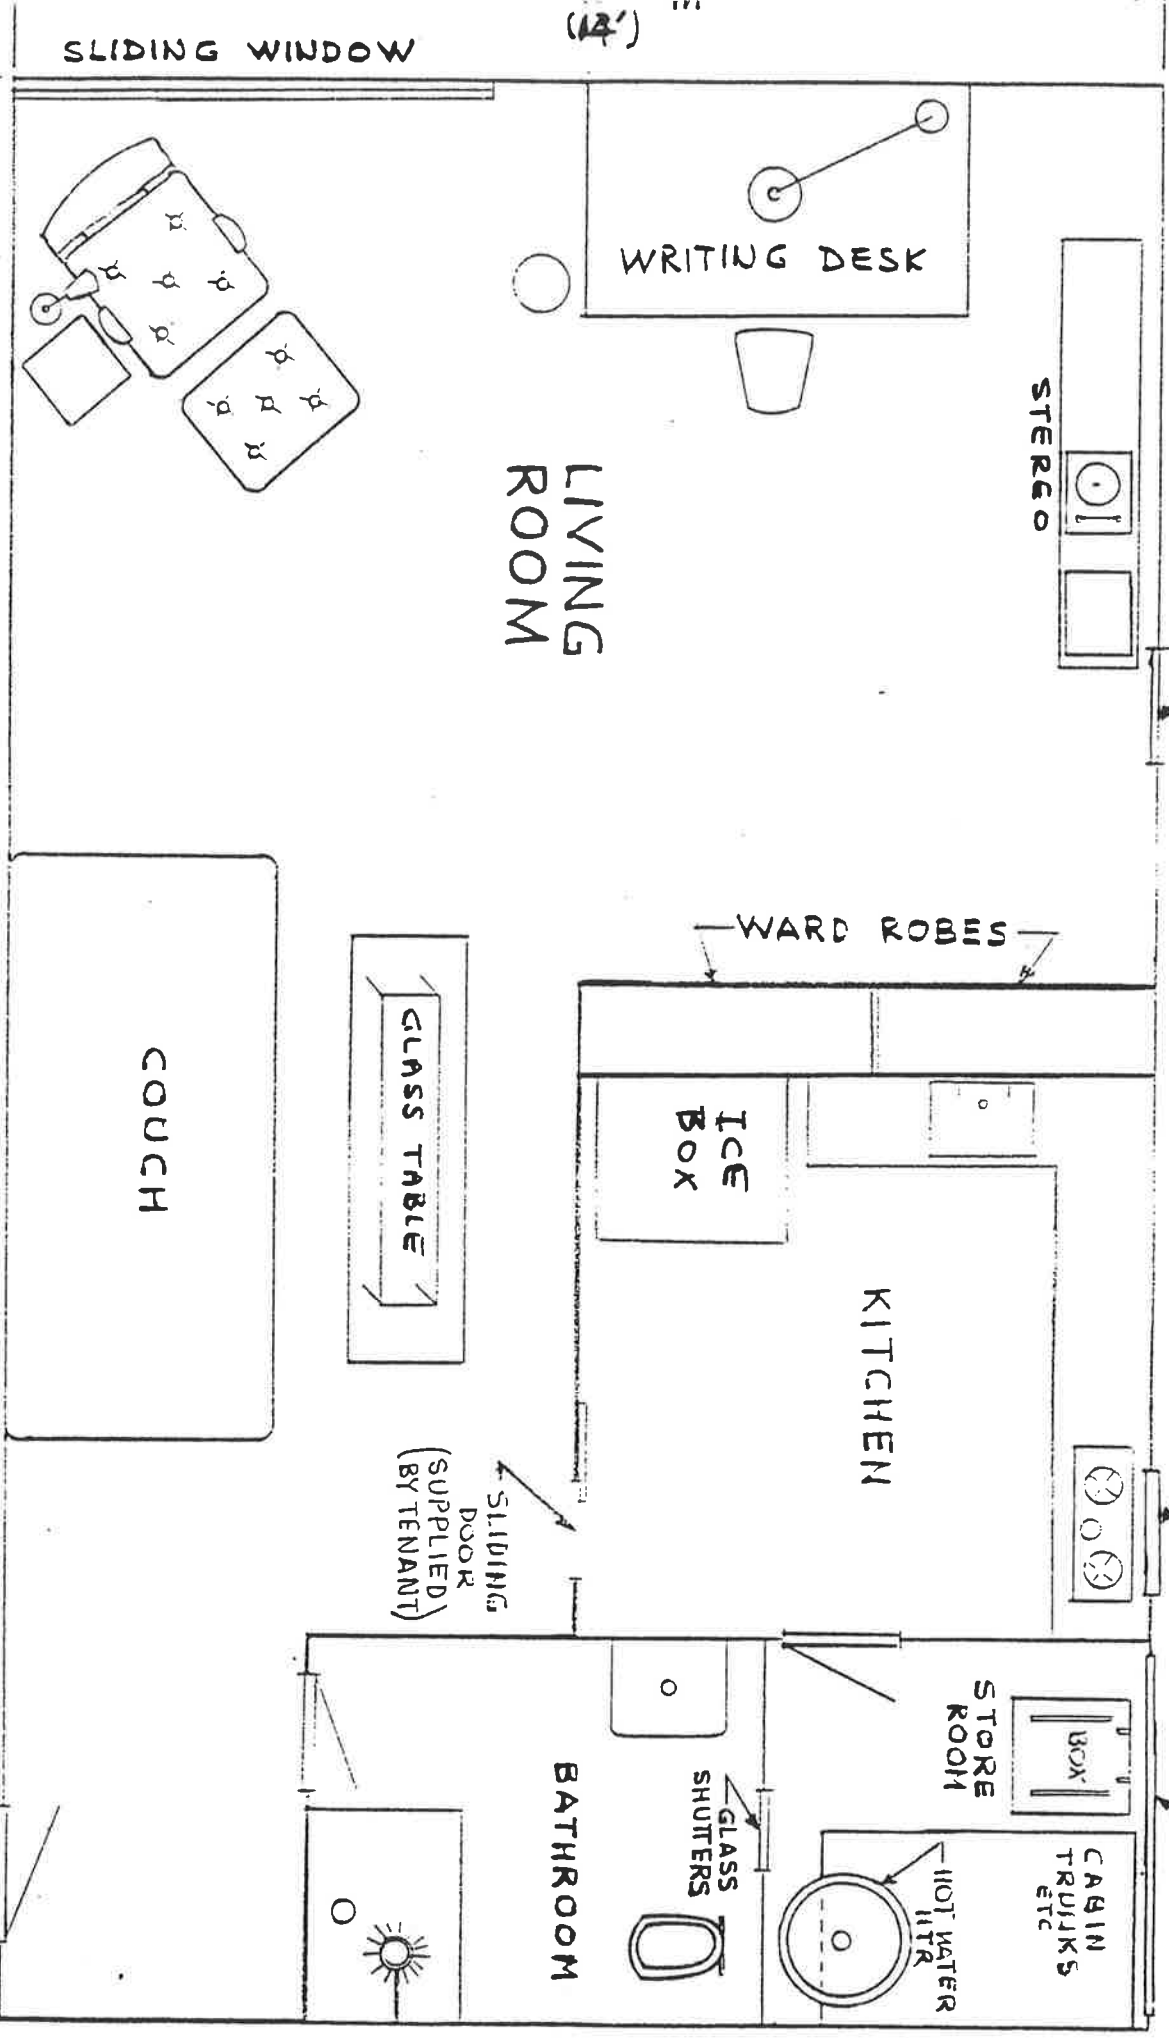 (14')
SLIDING WINDOW
WRITING DESK
STEREO
LIVING
ROOM
WARD ROBES
COUCH
GLASS TABLE
ICE
BOX
KITCHEN
SLIDING
DOOR
(SUPPLIED)
(BY TENANT)
BATHROOM
GLASS
SHUTTERS
STORE
ROOM
BOX
CABIN
TRUNKS
ETC
HOT WATER
HTR